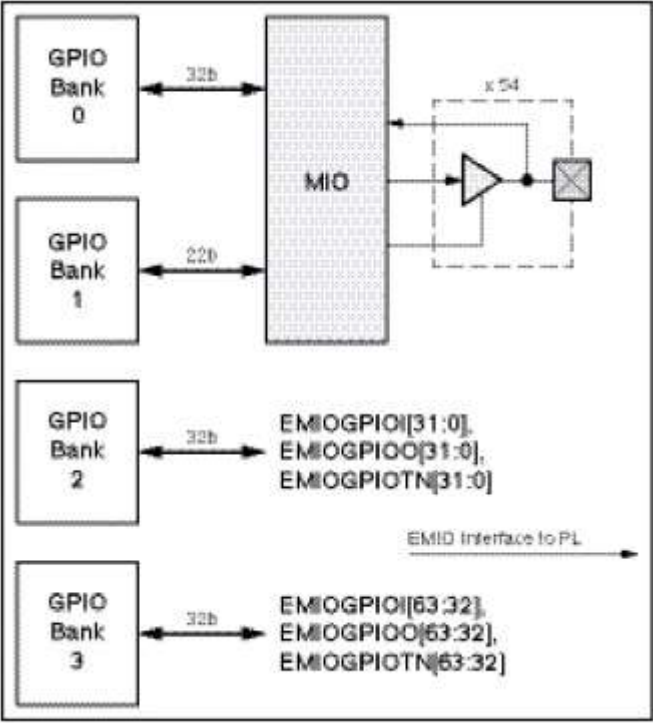 GPIO
Bank
0
32b
MIO
x 54
GPIO
Bank
1
22b
GPIO
Bank
2
32b
EMIOGPIOI[31:0],
EMIOGPIOO[31:0],
EMIOGPIOTN[31:0]
EMIO Interface to PL
GPIO
Bank
3
32b
EMIOGPIOI[63:32],
EMIOGPIOO[63:32],
EMIOGPIOTN[63:32]